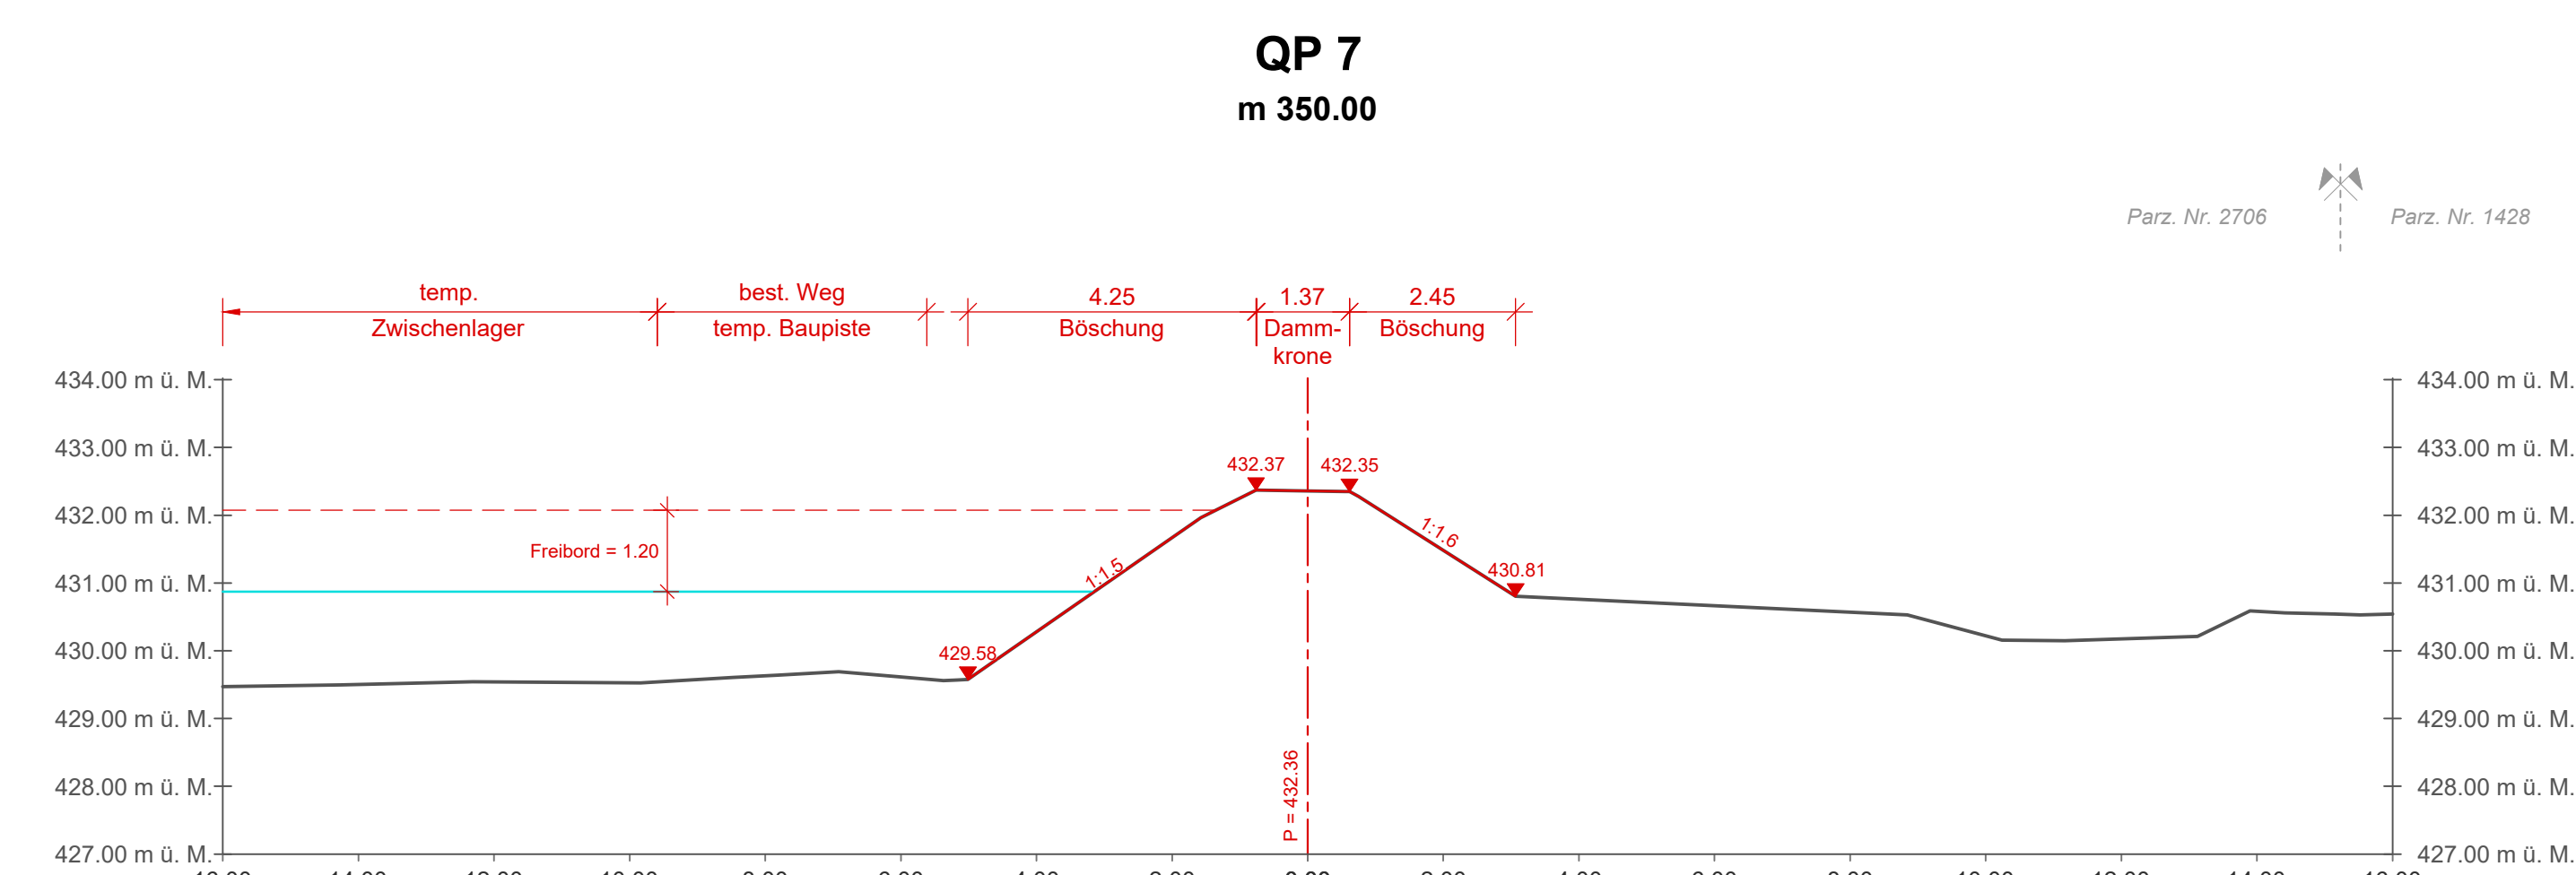 QP 7
m 350.00
Parz. Nr. 2706
Parz. Nr. 1428
temp.
Zwischenlager
best. Weg
temp. Baupiste
4.25
Böschung
1.37
Damm-
krone
2.45
Böschung
434.00 m ü. M.
434.00 m ü. M.
433.00 m ü. M.
433.00 m ü. M.
432.37
432.35
432.00 m ü. M.
432.00 m ü. M.
1:1.6
Freibord = 1.20
1:1.5
430.81
431.00 m ü. M.
431.00 m ü. M.
429.58
430.00 m ü. M.
430.00 m ü. M.
429.00 m ü. M.
429.00 m ü. M.
P = 432.36
428.00 m ü. M.
428.00 m ü. M.
427.00 m ü. M.
427.00 m ü. M.